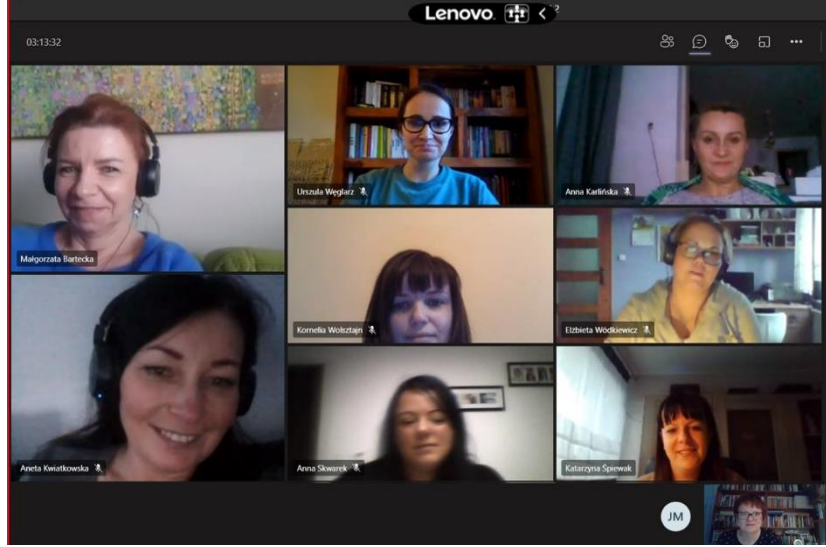 Lenovo
03:13:32
Małgorzata Bartecka
Urszula Węglarz
Anna Karlińska
Kornelia Wolsztajn
Elżbieta Wódkiewicz
Aneta Kwiatkowska
Anna Skwarek
Katarzyna Śpiewak
JM